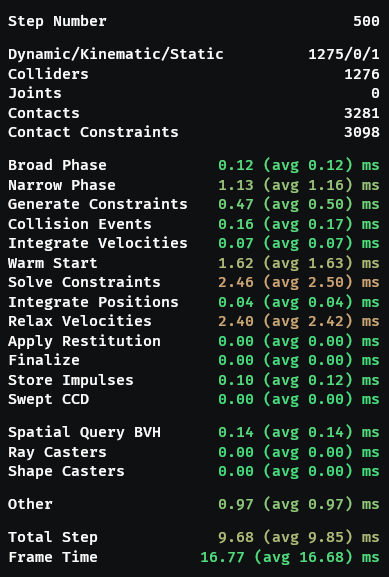 Step Number 500
Dynamic/Kinematic/Static 1275/0/1
Colliders 1276
Joints 0
Contacts 3281
Contact Constraints 3098
Broad Phase 0.12 (avg 0.12) ms
Narrow Phase 1.13 (avg 1.16) ms
Generate Constraints 0.47 (avg 0.50) ms
Collision Events 0.16 (avg 0.17) ms
Integrate Velocities 0.07 (avg 0.07) ms
Warm Start 1.62 (avg 1.63) ms
Solve Constraints 2.46 (avg 2.50) ms
Integrate Positions 0.04 (avg 0.04) ms
Relax Velocities 2.40 (avg 2.42) ms
Apply Restitution 0.00 (avg 0.00) ms
Finalize 0.00 (avg 0.00) ms
Store Impulses 0.10 (avg 0.12) ms
Swept CCD 0.00 (avg 0.00) ms
Spatial Query BVH 0.14 (avg 0.14) ms
Ray Casters 0.00 (avg 0.00) ms
Shape Casters 0.00 (avg 0.00) ms
Other 0.97 (avg 0.97) ms
Total Step 9.68 (avg 9.85) ms
Frame Time 16.77 (avg 16.68) ms